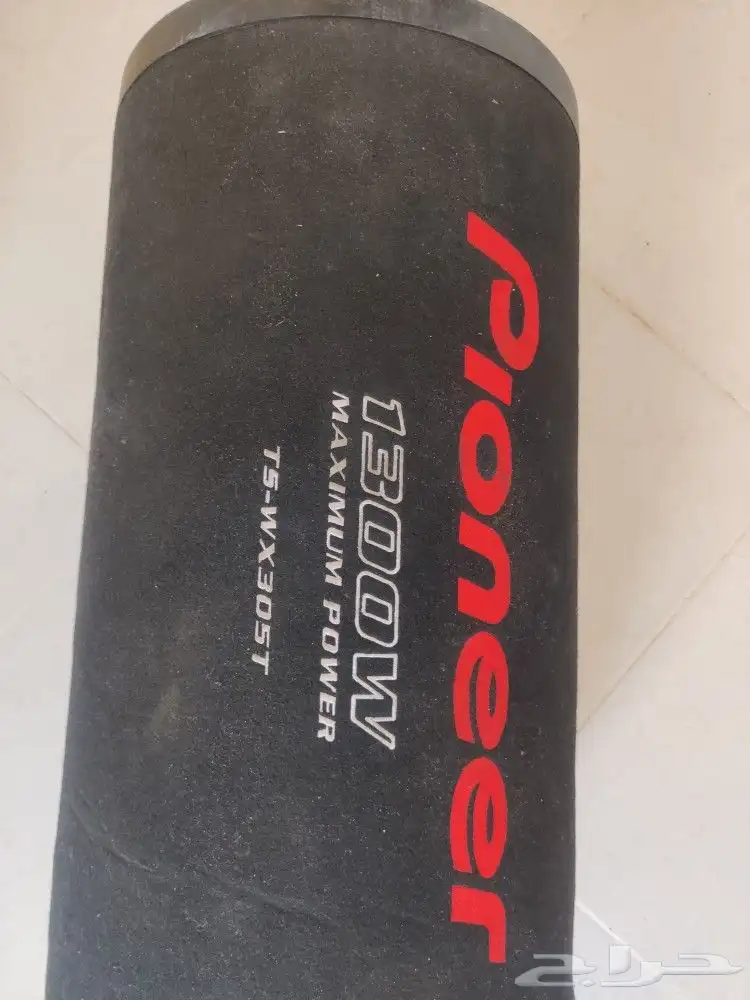 Pioneer
1300W
MAXIMUM POWER
TS-WX305T
حراج